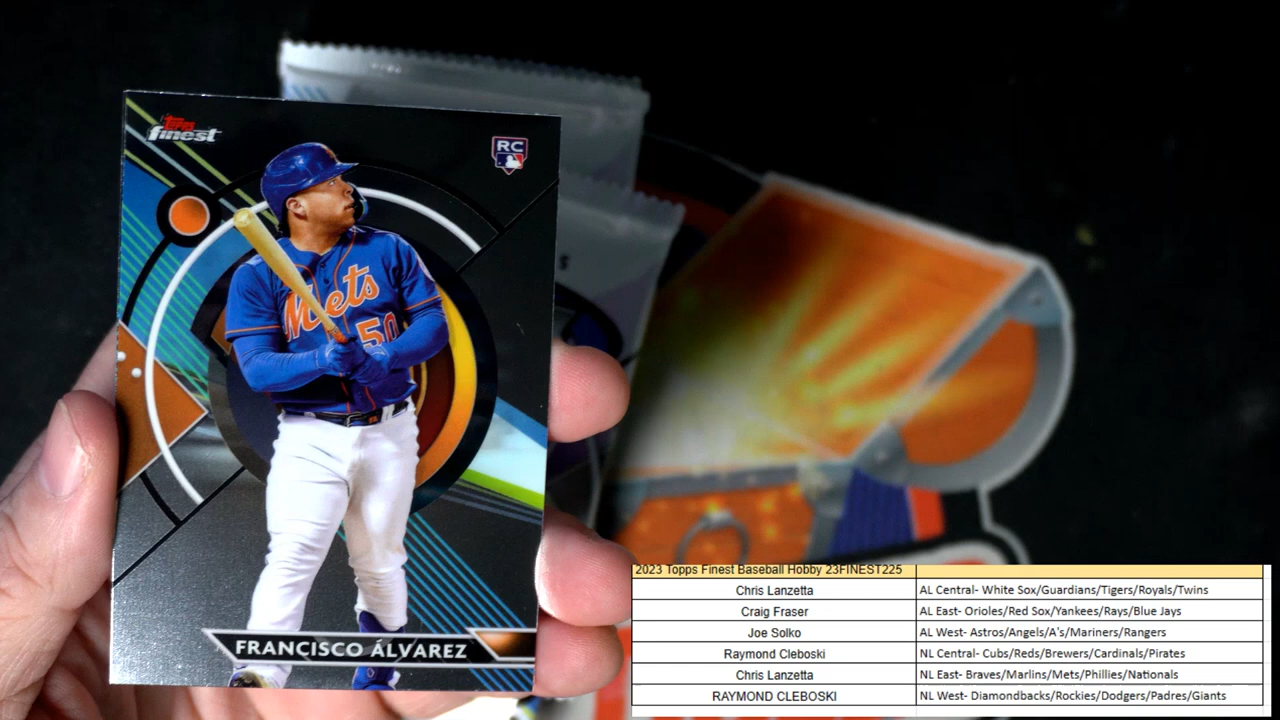 Topps
finest
RC
Mets
50
FRANCISCO ÁLVAREZ
2023 Topps Finest Baseball Hobby 23FINEST225
Chris Lanzetta AL Central- White Sox/Guardians/Tigers/Royals/Twins
Craig Fraser AL East- Orioles/Red Sox/Yankees/Rays/Blue Jays
Joe Solko AL West- Astros/Angels/A's/Mariners/Rangers
Raymond Cleboski NL Central- Cubs/Reds/Brewers/Cardinals/Pirates
Chris Lanzetta NL East- Braves/Marlins/Mets/Phillies/Nationals
RAYMOND CLEBOSKI NL West- Diamondbacks/Rockies/Dodgers/Padres/Giants